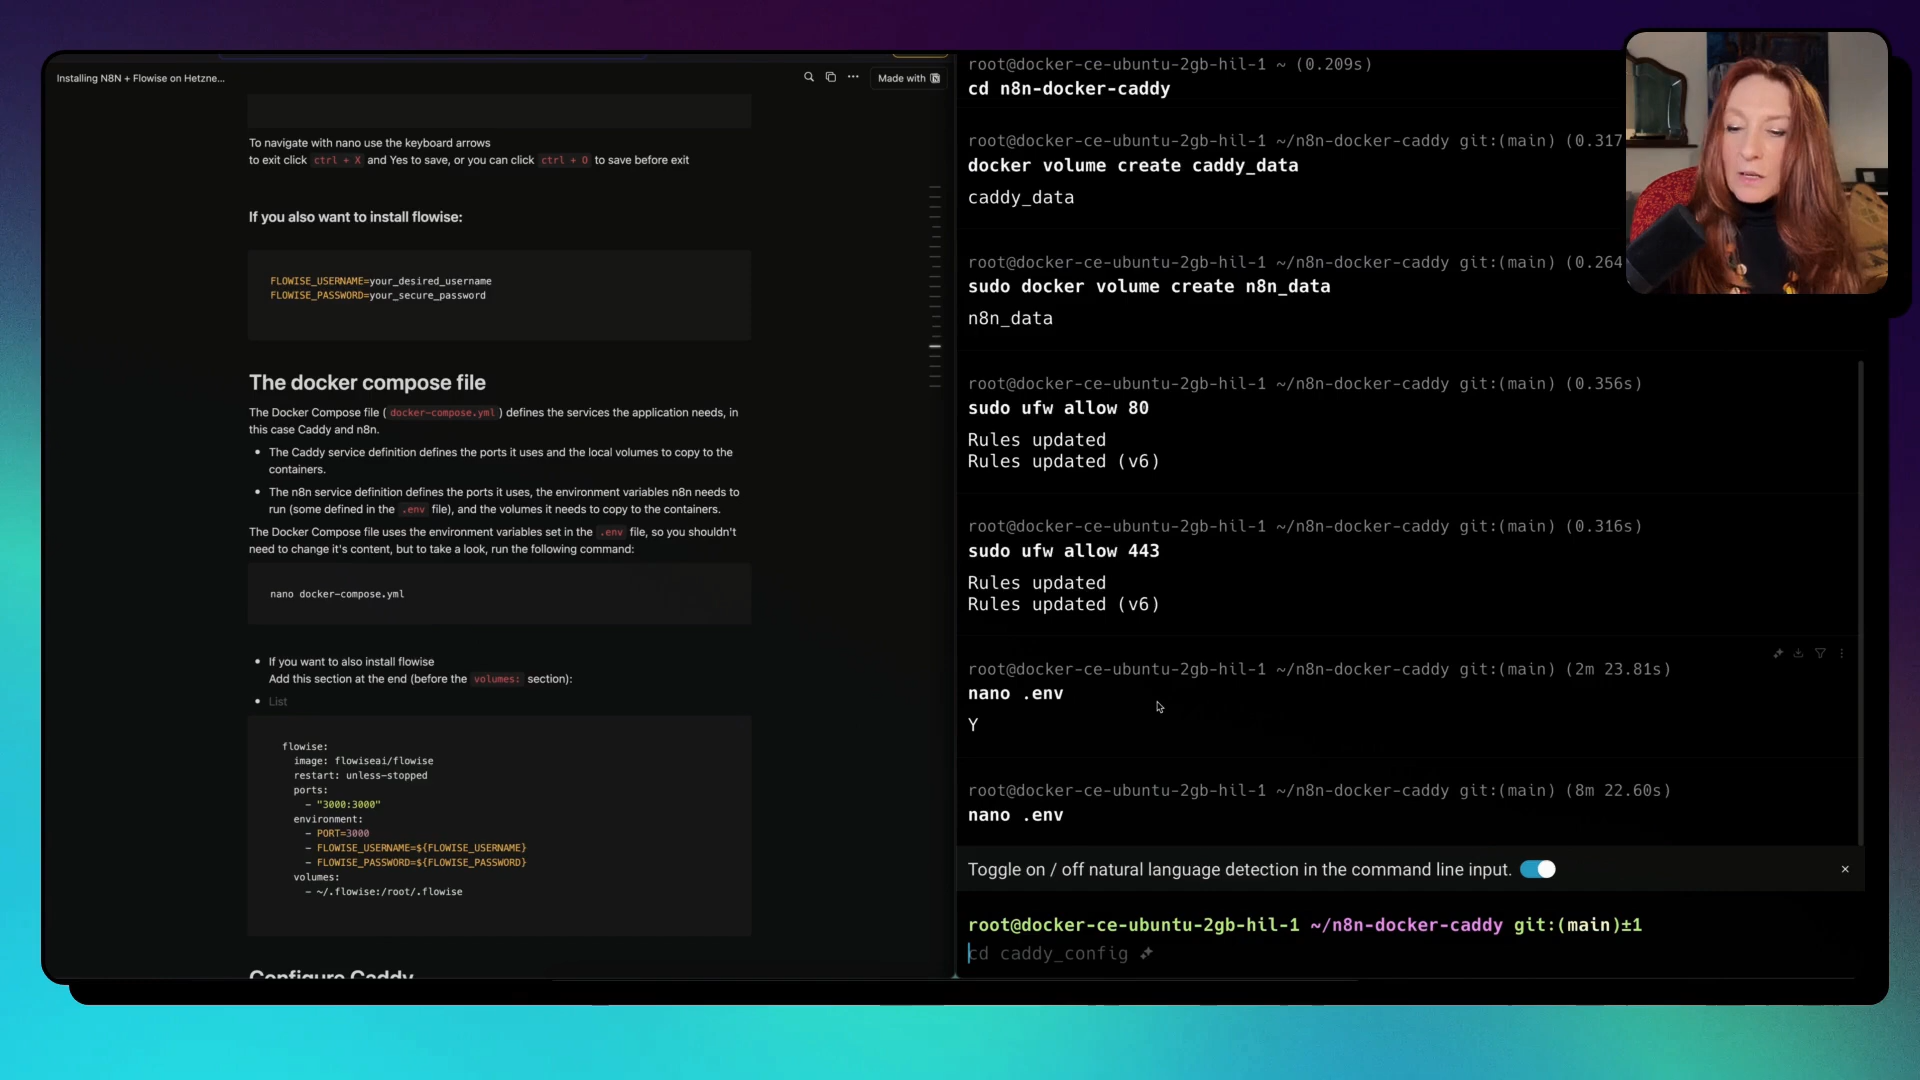 Installing N8N + Flowise on Hetzne...
Made with
To navigate with nano use the keyboard arrows
to exit click ctrl + X and Yes to save, or you can click ctrl + O to save before exit
If you also want to install flowise:
FLOWISE_USERNAME=your_desired_username
FLOWISE_PASSWORD=your_secure_password
The docker compose file
The Docker Compose file ( docker-compose.yml ) defines the services the application needs, in
this case Caddy and n8n.
• The Caddy service definition defines the ports it uses and the local volumes to copy to the
containers.
• The n8n service definition defines the ports it uses, the environment variables n8n needs to
run (some defined in the .env file), and the volumes it needs to copy to the containers.
The Docker Compose file uses the environment variables set in the .env file, so you shouldn't
need to change it's content, but to take a look, run the following command:
nano docker-compose.yml
• If you want to also install flowise
Add this section at the end (before the volumes: section):
• List
flowise:
image: flowiseai/flowise
restart: unless-stopped
ports:
- "3000:3000"
environment:
- PORT=3000
- FLOWISE_USERNAME=${FLOWISE_USERNAME}
- FLOWISE_PASSWORD=${FLOWISE_PASSWORD}
volumes:
- ~/.flowise:/root/.flowise
Configure Caddy
root@docker-ce-ubuntu-2gb-hil-1 ~ (0.209s)
cd n8n-docker-caddy
root@docker-ce-ubuntu-2gb-hil-1 ~/n8n-docker-caddy git:(main) (0.317
docker volume create caddy_data
caddy_data
root@docker-ce-ubuntu-2gb-hil-1 ~/n8n-docker-caddy git:(main) (0.264
sudo docker volume create n8n_data
n8n_data
root@docker-ce-ubuntu-2gb-hil-1 ~/n8n-docker-caddy git:(main) (0.356s)
sudo ufw allow 80
Rules updated
Rules updated (v6)
root@docker-ce-ubuntu-2gb-hil-1 ~/n8n-docker-caddy git:(main) (0.316s)
sudo ufw allow 443
Rules updated
Rules updated (v6)
root@docker-ce-ubuntu-2gb-hil-1 ~/n8n-docker-caddy git:(main) (2m 23.81s)
nano .env
Y
root@docker-ce-ubuntu-2gb-hil-1 ~/n8n-docker-caddy git:(main) (8m 22.60s)
nano .env
Toggle on / off natural language detection in the command line input.
root@docker-ce-ubuntu-2gb-hil-1 ~/n8n-docker-caddy git:(main)±1
cd caddy_config